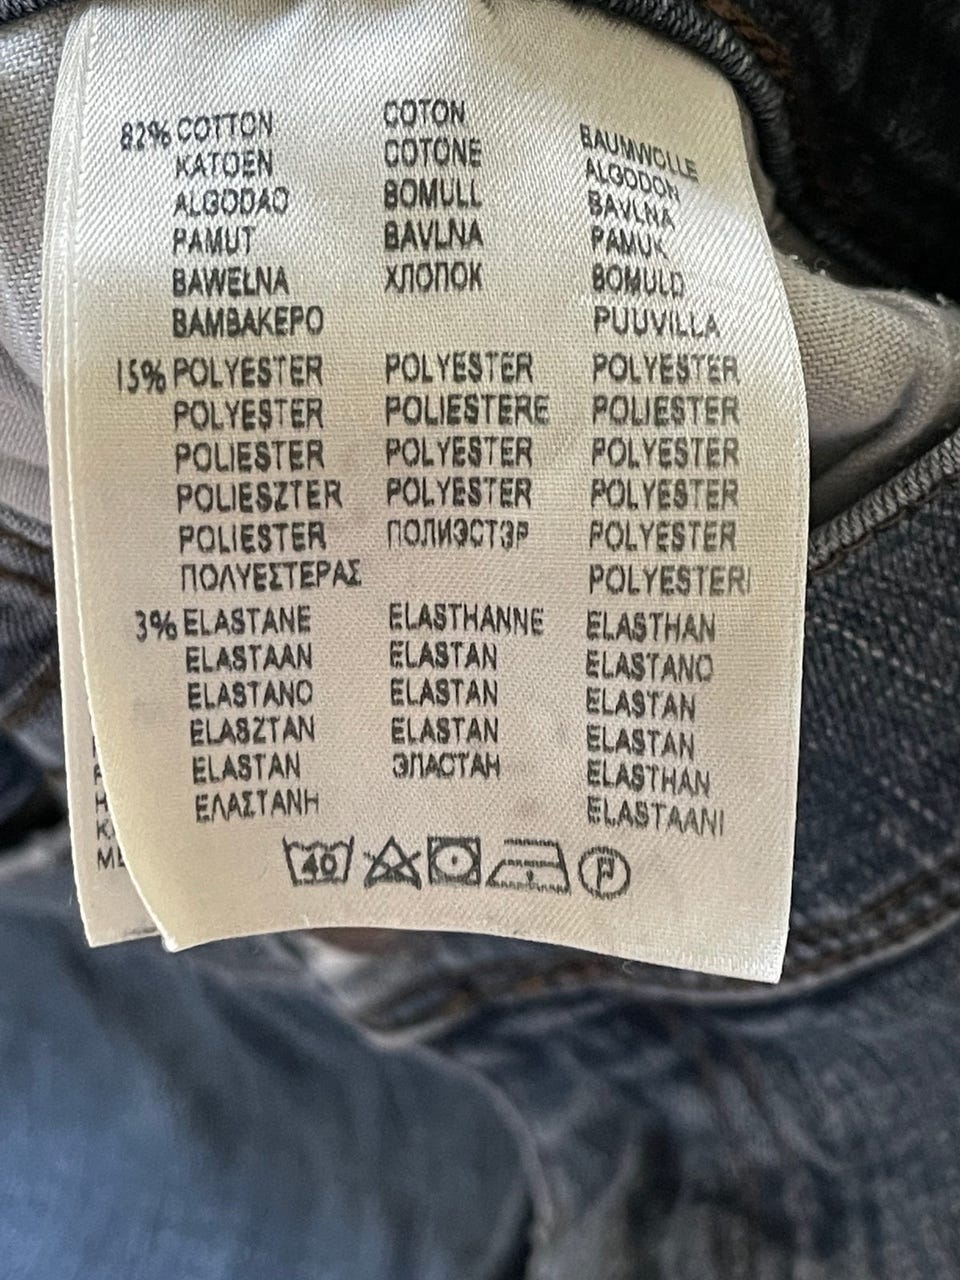 82% COTTON COTON BAUMWOLLE
KATOEN COTONE ALGODON
ALGODAO BOMULL BAVLNA
PAMUT BAVLNA PAMUK
BAWEŁNA ХЛОПОК BOMULD
BAMBAKEPO PUUVILLA
15% POLYESTER POLYESTER POLYESTER
POLYESTER POLIESTERE POLIESTER
POLIESTER POLYESTER POLYESTER
POLIESZTER POLYESTER POLYESTER
POLIESTER ПОЛИЭСТЭР POLYESTER
ΠΟΛΥΕΣΤΕΡΑΣ POLYESTERI
3% ELASTANE ELASTHANNE ELASTHAN
ELASTAAN ELASTAN ELASTANO
ELASTANO ELASTAN ELASTAN
ELASZTAN ELASTAN ELASTAN
ELASTAN ЭЛАСТАН ELASTHAN
ΕΛΑΣΤΑΝΗ ELASTAANI
40 P